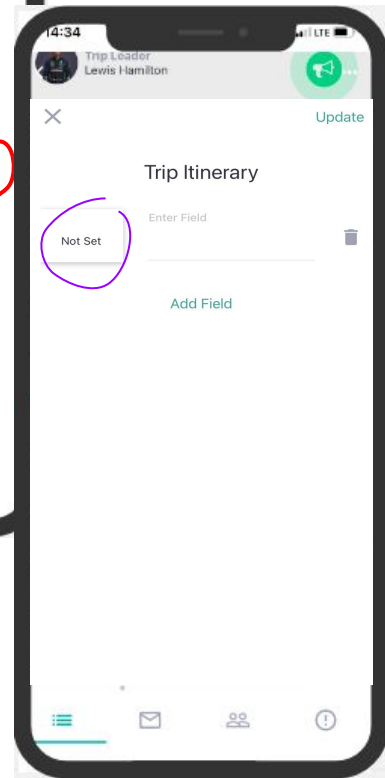 14:34
LTE
Trip Leader
Lewis Hamilton
Update
Trip Itinerary
Enter Field
Not Set
Add Field